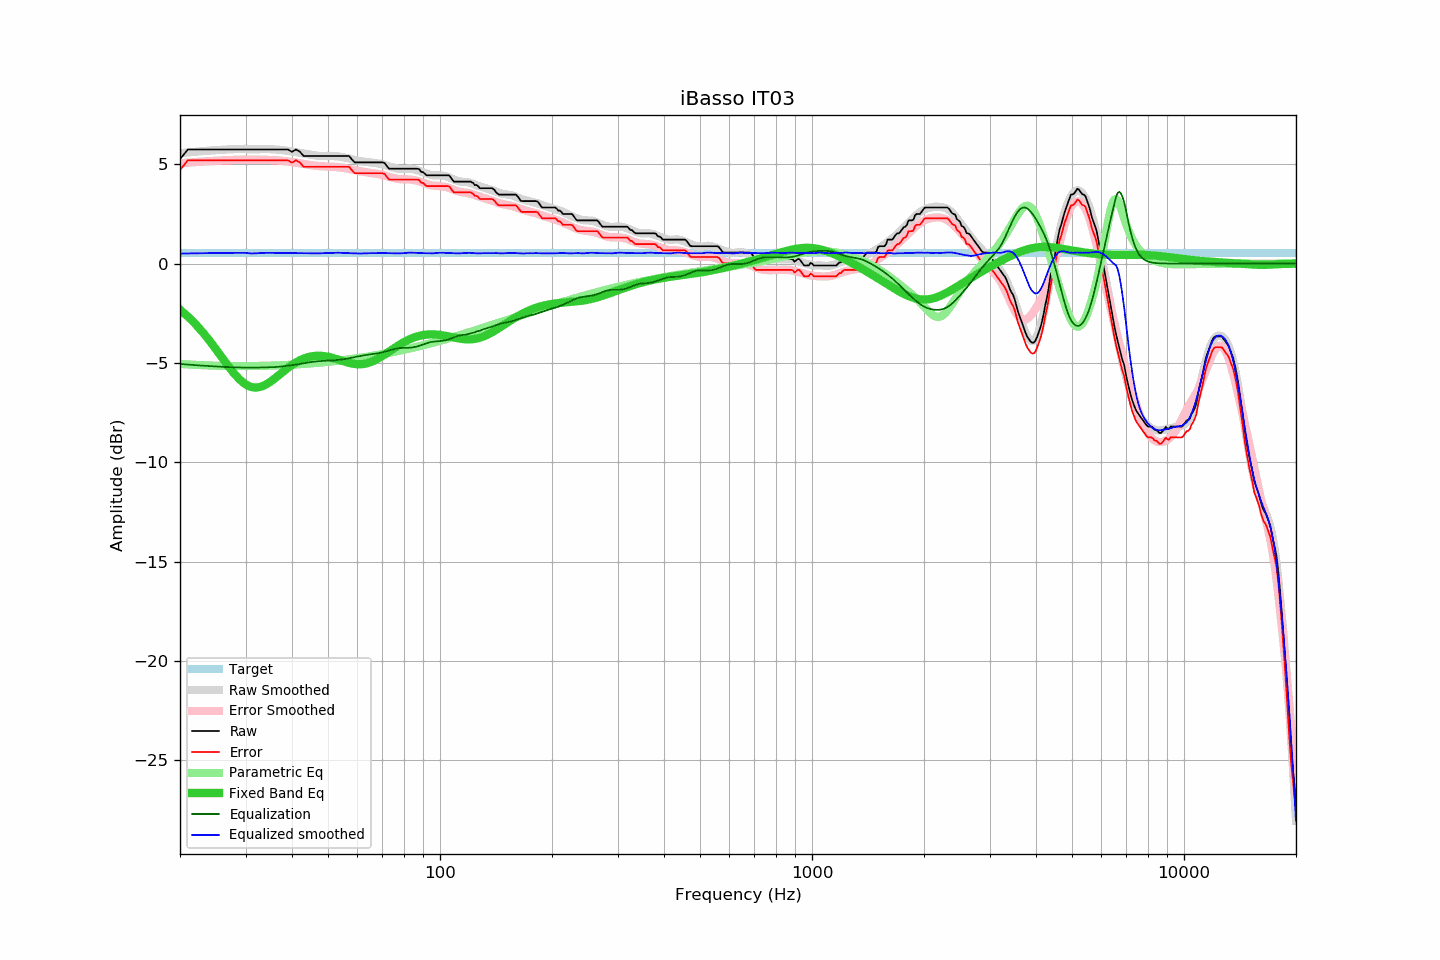 iBasso IT03
Amplitude (dBr)
5
0
−5
−10
−15
−20
−25
Target
Raw Smoothed
Error Smoothed
Raw
Error
Parametric Eq
Fixed Band Eq
Equalization
Equalized smoothed
100
1000
10000
Frequency (Hz)